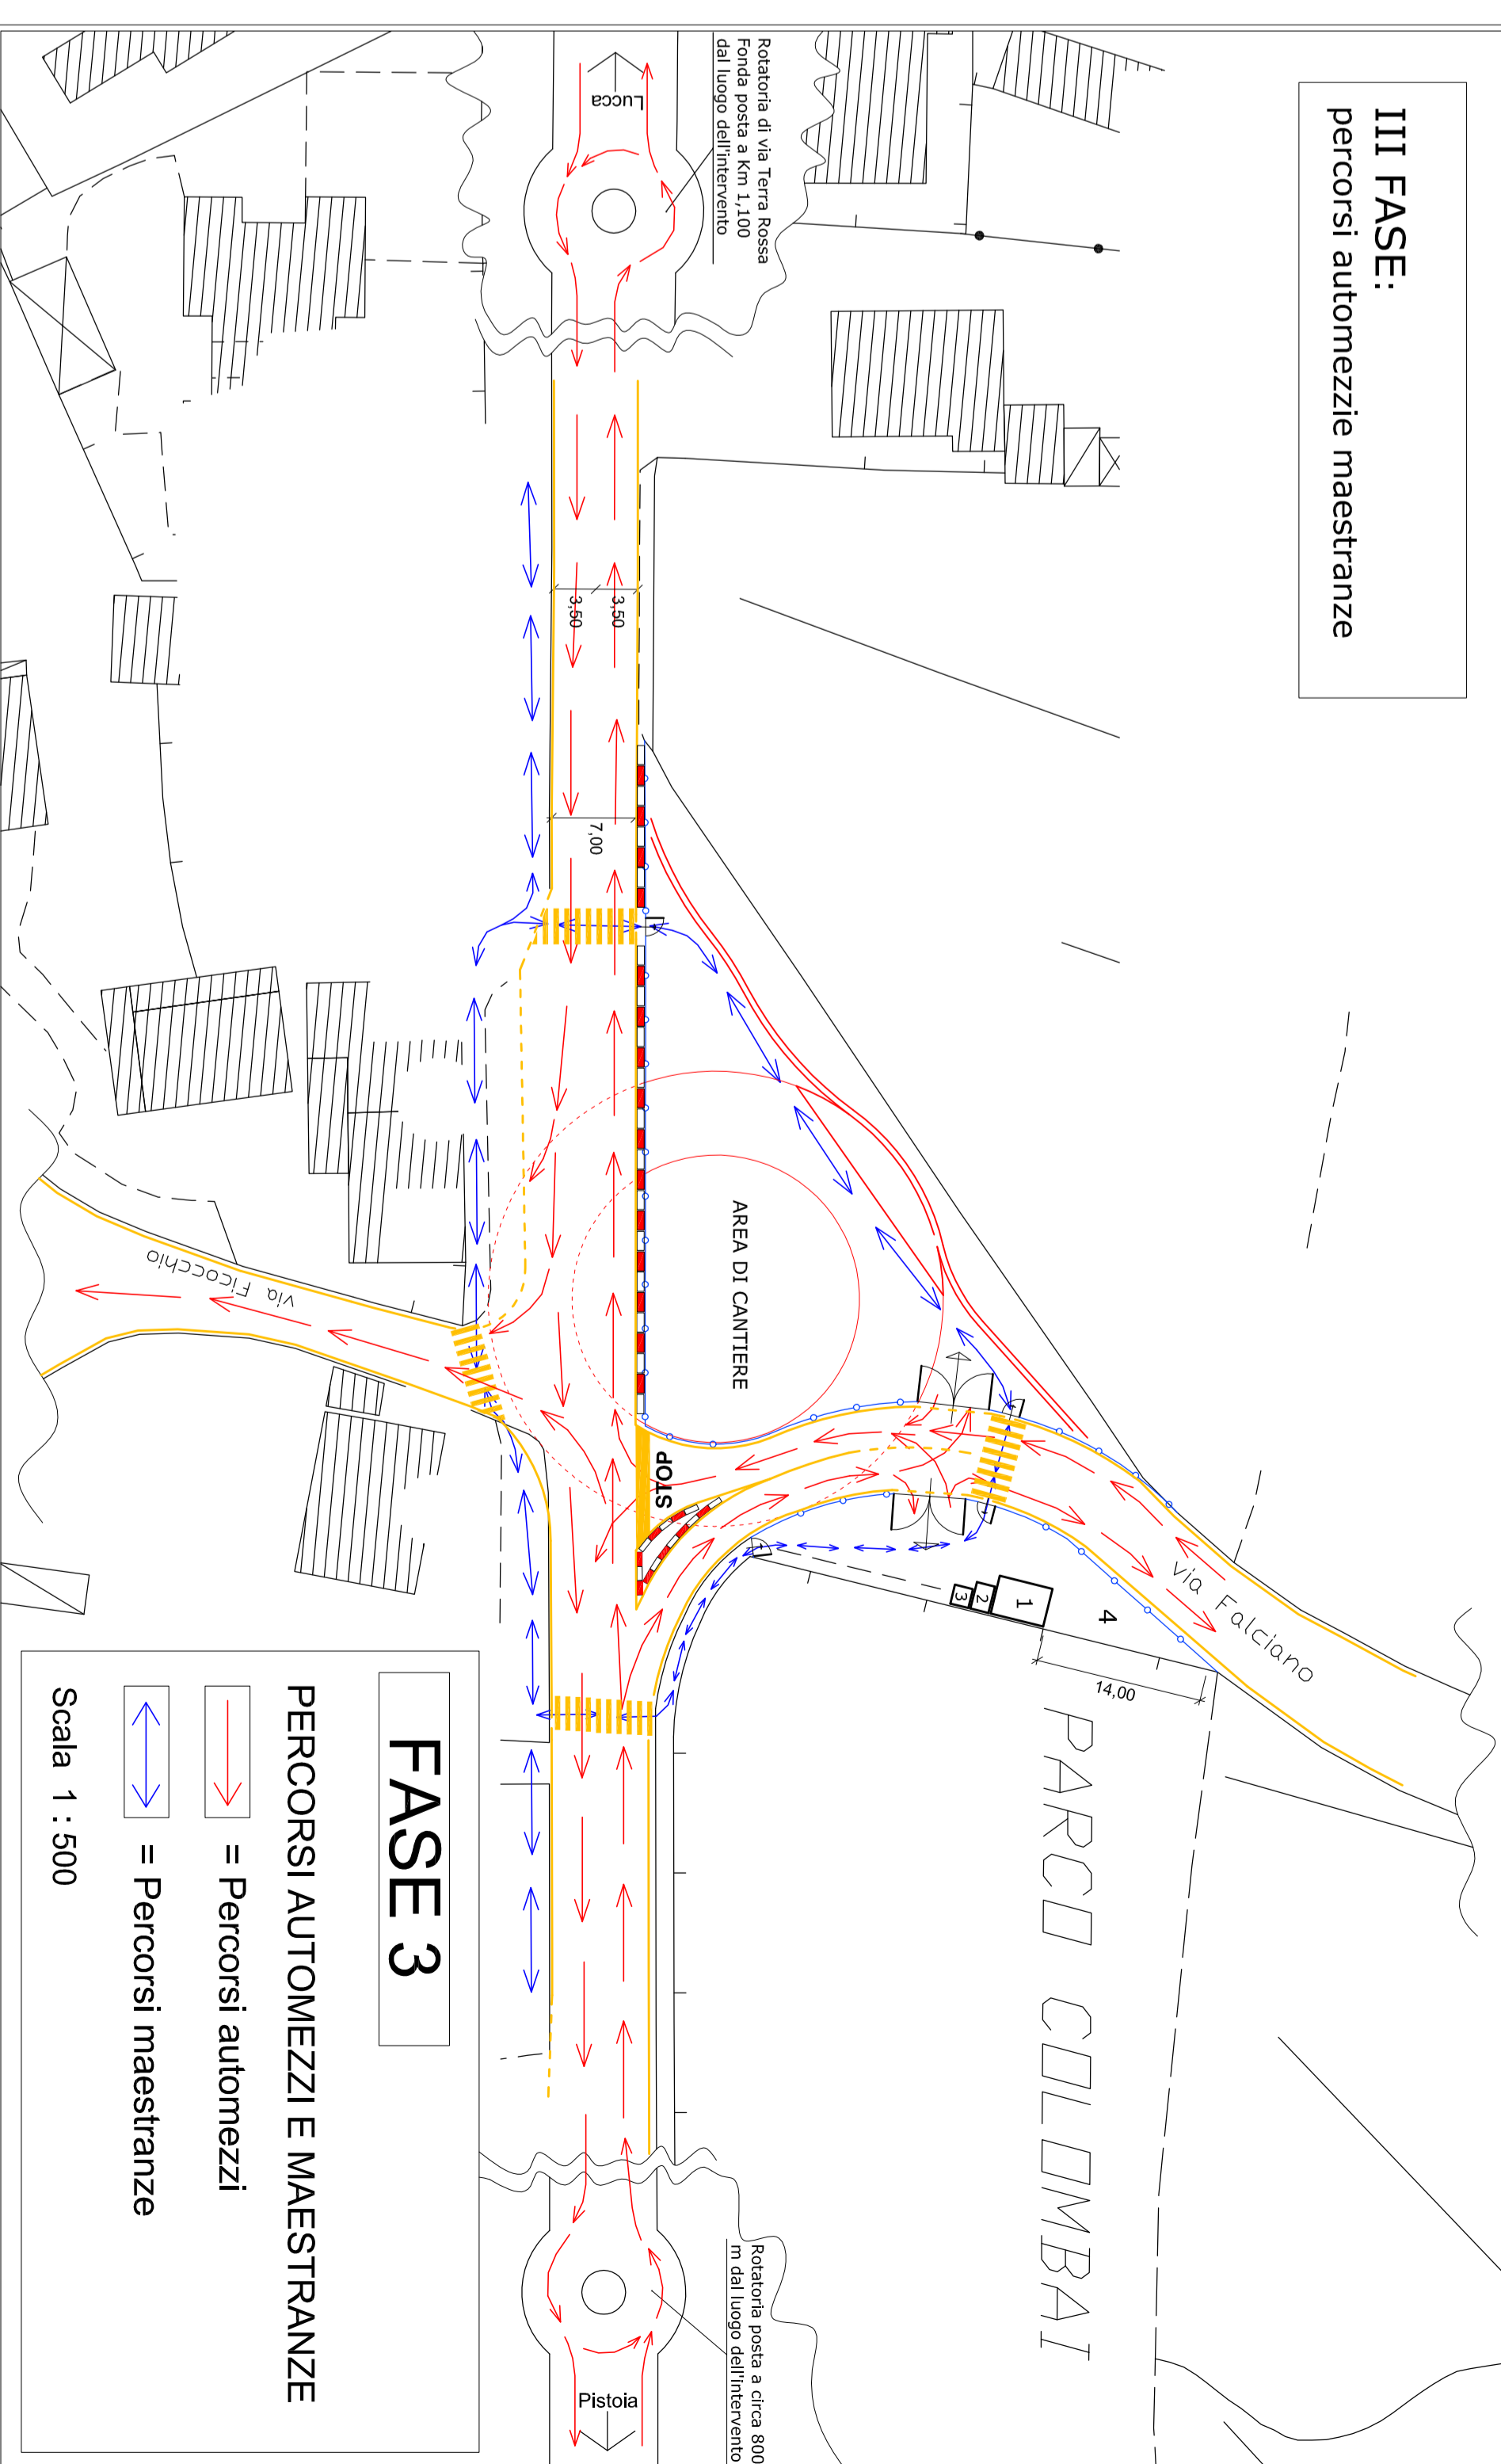 III FASE:
percorsi automezzie maestranze
Rotatoria di via Terra Rossa
Fonda posta a Km 1,100
dal luogo dell'intervento
Lucca
3,50
3,50
7,00
AREA DI CANTIERE
STOP
via Ficocchio
via Falciano
1
2
3
4
14,00
PARCO COLOMBAI
Rotatoria posta a circa 800
m dal luogo dell'intervento
Pistoia
FASE 3
PERCORSI AUTOMEZZI E MAESTRANZE
= Percorsi automezzi
= Percorsi maestranze
Scala 1 : 500